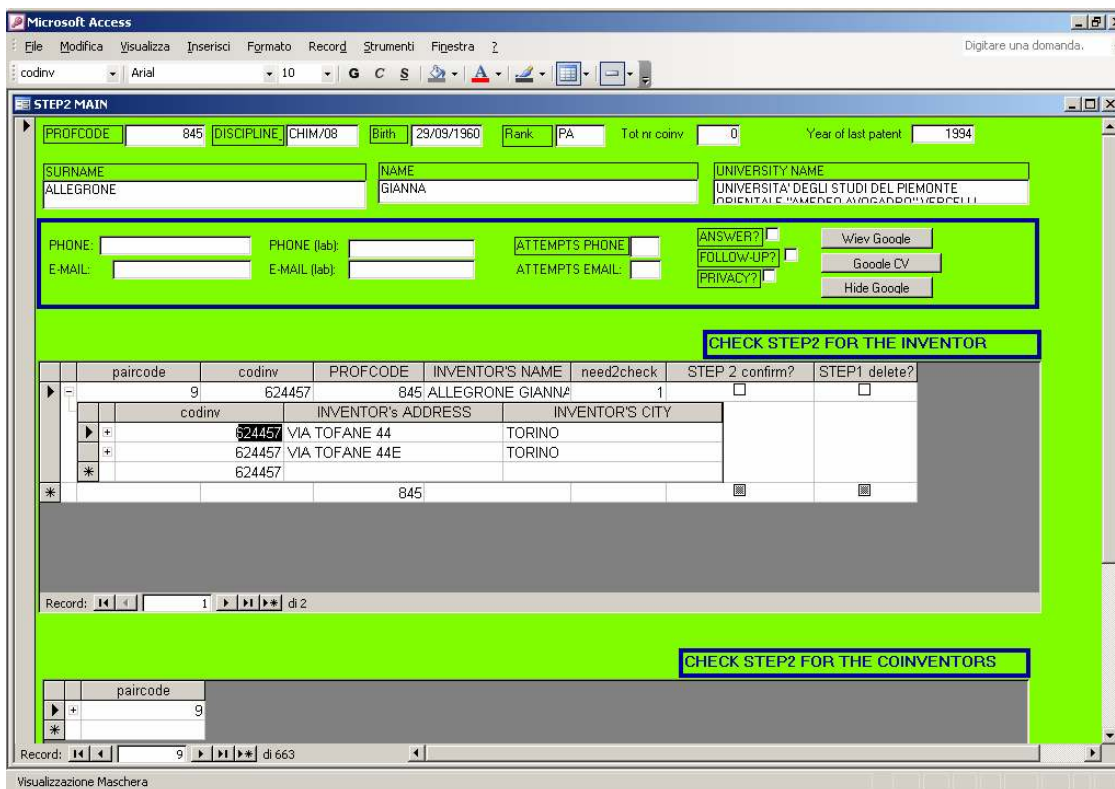 Microsoft Access
File Modifica Visualizza Inserisci Formato Record Strumenti Finestra ? Digitare una domanda.
codinv Arial 10 G C S A
STEP2 MAIN
PROFCODE 845 DISCIPLINE_ CHIM/08 Birth 29/09/1960 Rank PA Tot nr coinv 0 Year of last patent 1994
SURNAME NAME UNIVERSITY NAME
ALLEGRONE GIANNA UNIVERSITA' DEGLI STUDI DEL PIEMONTE
ORIENTALE "AMEDEO AVOGADRO" VERCELLI
PHONE: PHONE (lab): ATTEMPTS PHONE ANSWER? Wiev Google
E-MAIL: E-MAIL (lab): ATTEMPTS EMAIL: FOLLOW-UP? Google CV
PRIVACY? Hide Google
CHECK STEP2 FOR THE INVENTOR
paircode codinv PROFCODE INVENTOR'S NAME need2check STEP 2 confirm? STEP1 delete?
9 624457 845 ALLEGRONE GIANNA 1
codinv INVENTOR's ADDRESS INVENTOR'S CITY
624457 VIA TOFANE 44 TORINO
624457 VIA TOFANE 44E TORINO
624457
845
Record: 1 di 2
CHECK STEP2 FOR THE COINVENTORS
paircode
9
Record: 9 di 663
Visualizzazione Maschera